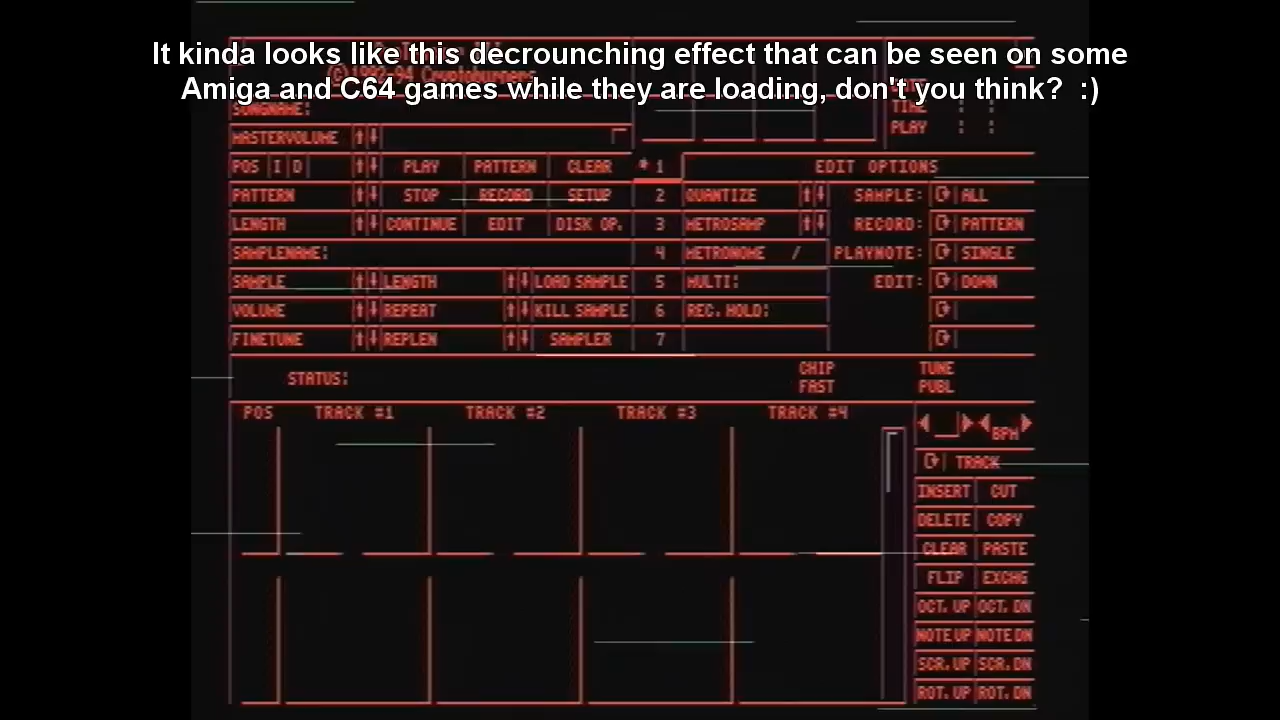 It kinda looks like this decrounching effect that can be seen on some
Amiga and C64 games while they are loading, don't you think?  :)
©1992-94 Cryptoburners
SONGNAME:
TIME : :
MASTERVOLUME
PLAY : :
POS I D PLAY PATTERN CLEAR * 1 EDIT OPTIONS
PATTERN STOP RECORD SETUP 2 QUANTIZE SAMPLE: ALL
LENGTH CONTINUE EDIT DISK OP. 3 METROSAMP RECORD: PATTERN
SAMPLENAME: 4 METRONOME / PLAYNOTE: SINGLE
SAMPLE LENGTH LOAD SAMPLE 5 MULTI: EDIT: DOWN
VOLUME REPEAT KILL SAMPLE 6 REC.HOLD:
FINETUNE REPLEN SAMPLER 7
STATUS: CHIP TUNE
FAST PUBL
POS TRACK #1 TRACK #2 TRACK #3 TRACK #4
BPM
TRACK
INSERT CUT
DELETE COPY
CLEAR PASTE
FLIP EXCHG
OCT.UP OCT.DN
NOTE UP NOTE DN
SCR.UP SCR.DN
ROT.UP ROT.DN